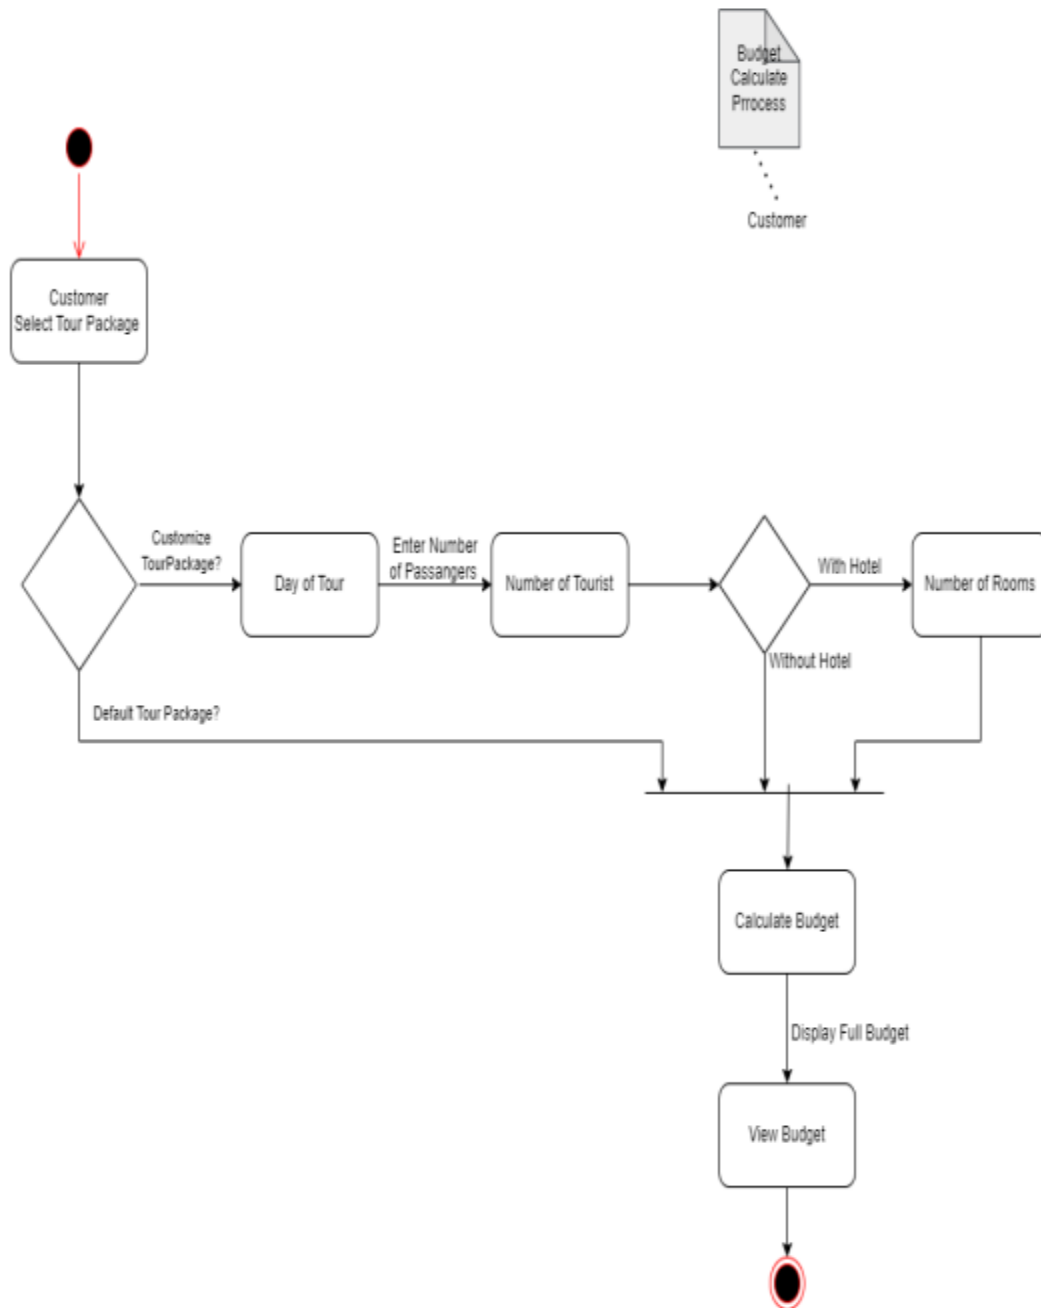 Budget
Calculate
Prrocess
Customer
Customer
Select Tour Package
Customize
TourPackage?
Day of Tour
Enter Number
of Passangers
Number of Tourist
With Hotel
Number of Rooms
Without Hotel
Default Tour Package?
Calculate Budget
Display Full Budget
View Budget